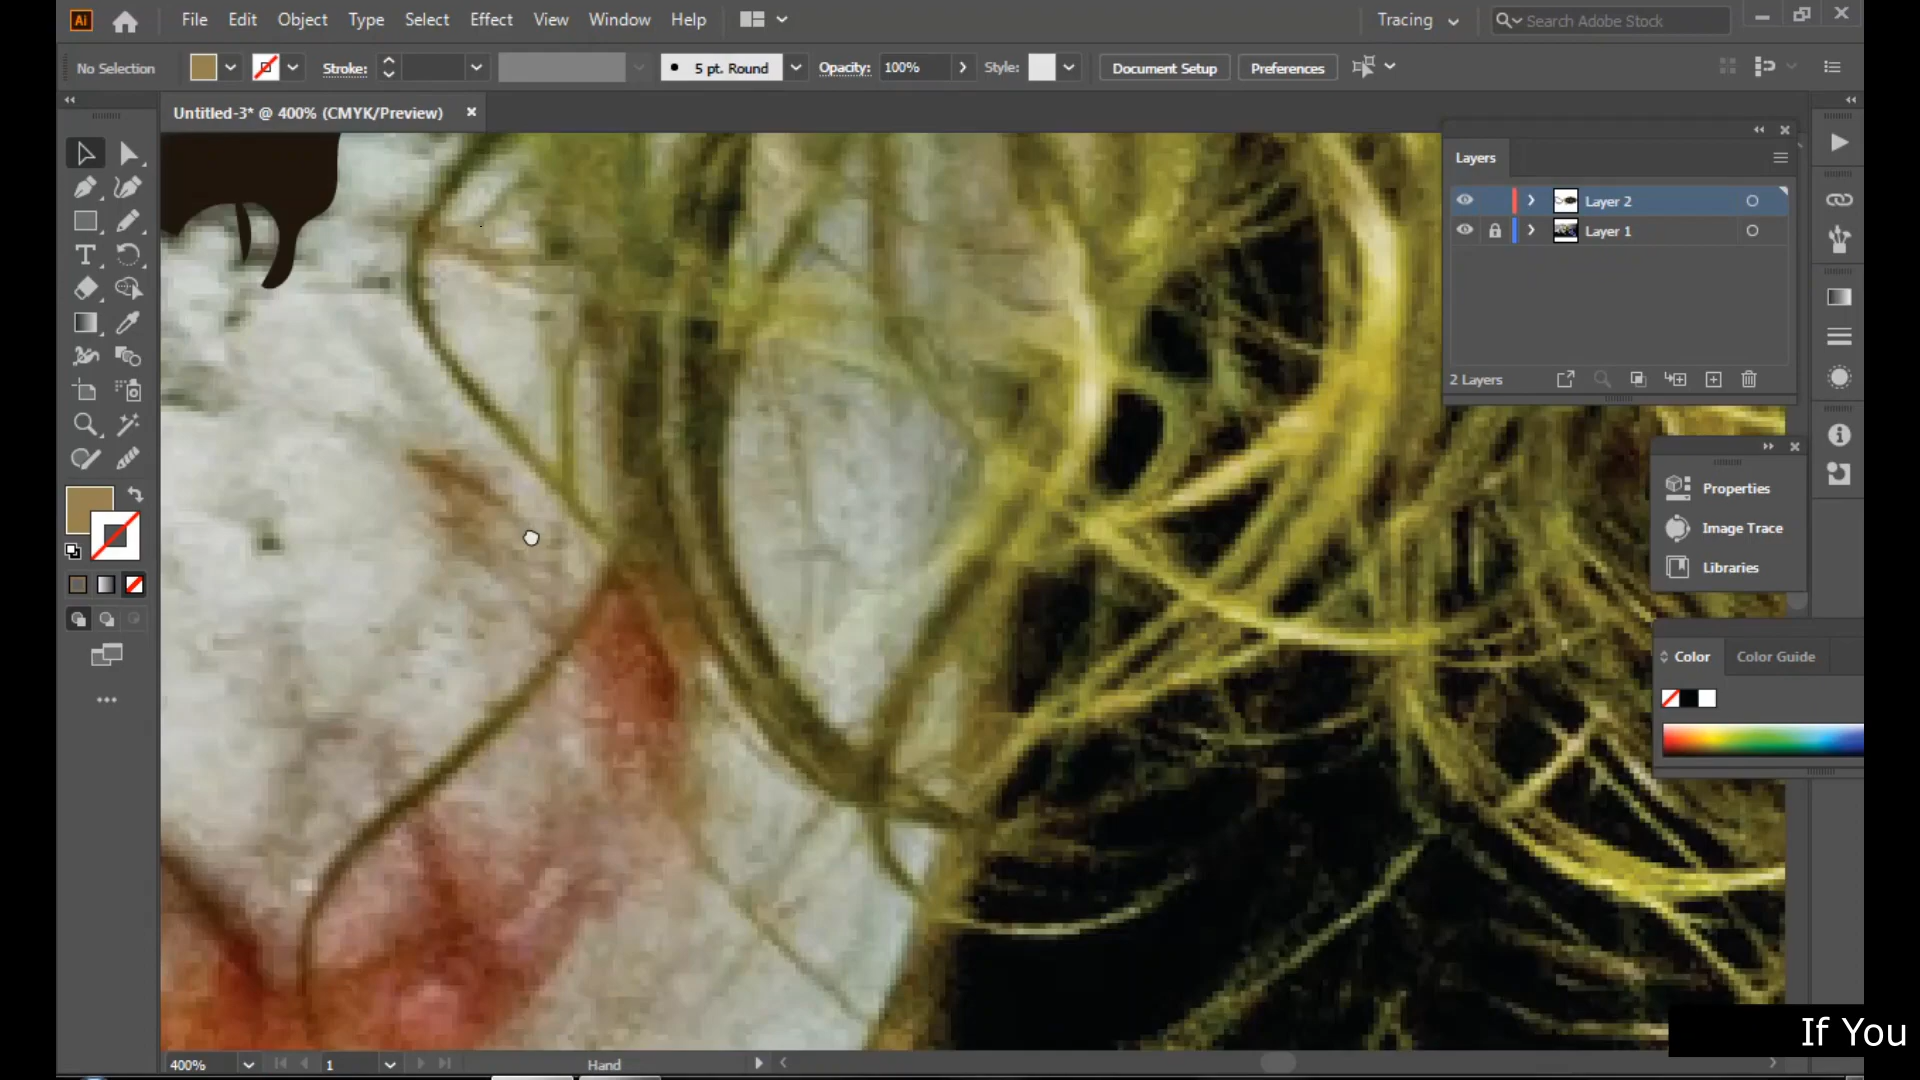 Ai File Edit Object Type Select Effect View Window Help Tracing Search Adobe Stock
No Selection Stroke: 5 pt. Round Opacity: 100% Style: Document Setup Preferences
Untitled-3* @ 400% (CMYK/Preview)
Layers
Layer 2
Layer 1
2 Layers
Properties
Image Trace
Libraries
Color Color Guide
If You
400% 1 Hand